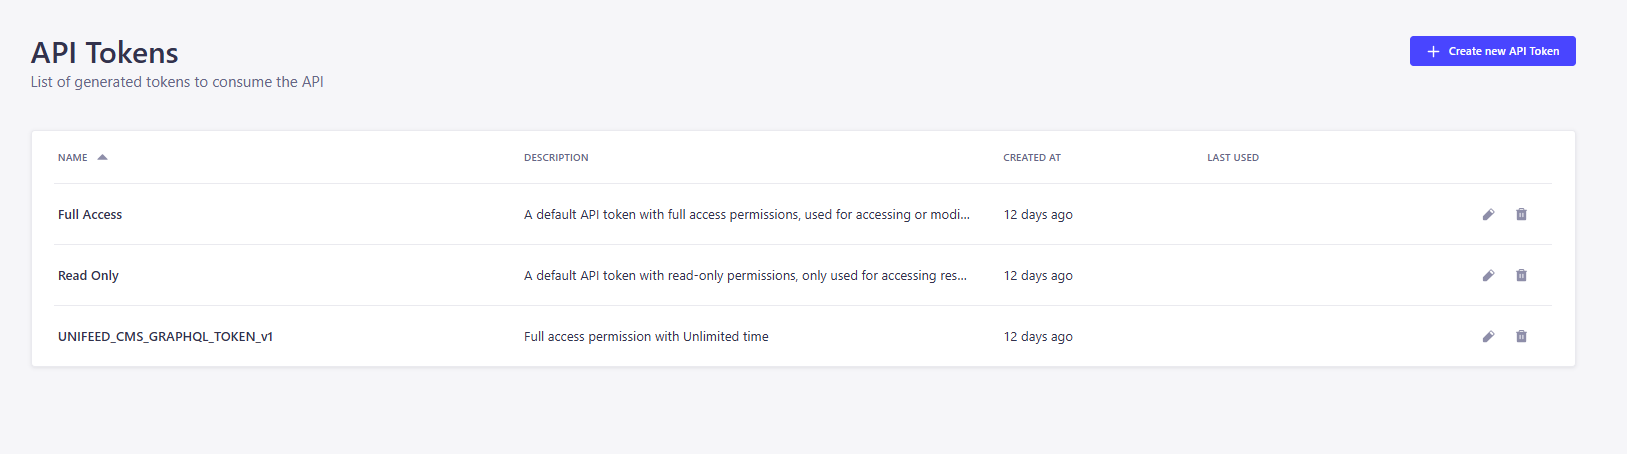 API Tokens
Create new API Token
List of generated tokens to consume the API
NAME DESCRIPTION CREATED AT LAST USED
Full Access A default API token with full access permissions, used for accessing or modi... 12 days ago
Read Only A default API token with read-only permissions, only used for accessing res... 12 days ago
UNIFEED_CMS_GRAPHQL_TOKEN_v1 Full access permission with Unlimited time 12 days ago